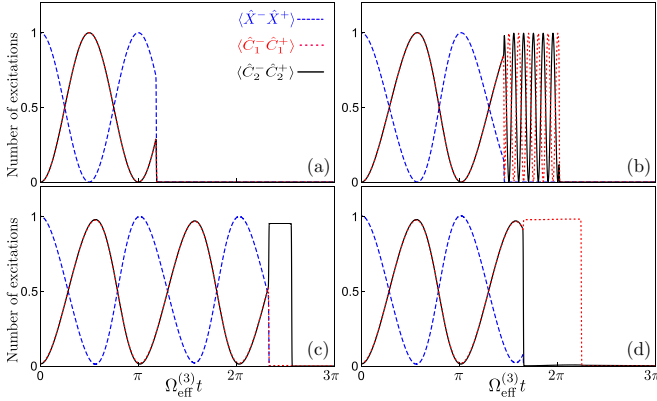 Number of excitations
1
0.5
0
⟨X̂⁻X̂⁺⟩
⟨Ĉ₁⁻Ĉ₁⁺⟩
⟨Ĉ₂⁻Ĉ₂⁺⟩
(a)
1
0.5
0
(b)
Number of excitations
1
0.5
0
(c)
0 π 2π 3π
Ω_eff^(3) t
1
0.5
0
(d)
0 π 2π 3π
Ω_eff^(3) t